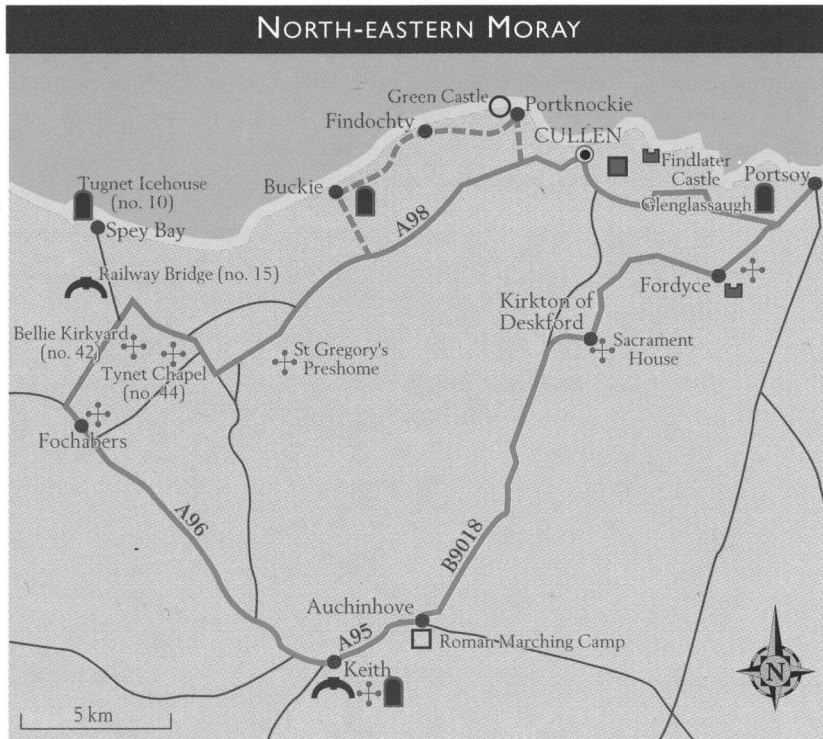 NORTH-EASTERN MORAY
Green Castle
Portknockie
Findochty
CULLEN
Findlater
Castle
Portsoy
Tugnet Icehouse
(no. 10)
Buckie
Glenglassaugh
Spey Bay
A98
Railway Bridge (no. 15)
Fordyce
Kirkton of
Deskford
Bellie Kirkyard
(no. 42)
Sacrament
House
St Gregory's
Preshome
Tynet Chapel
(no. 44)
Fochabers
A96
B9018
Auchinhove
A95
Roman Marching Camp
Keith
N
5 km